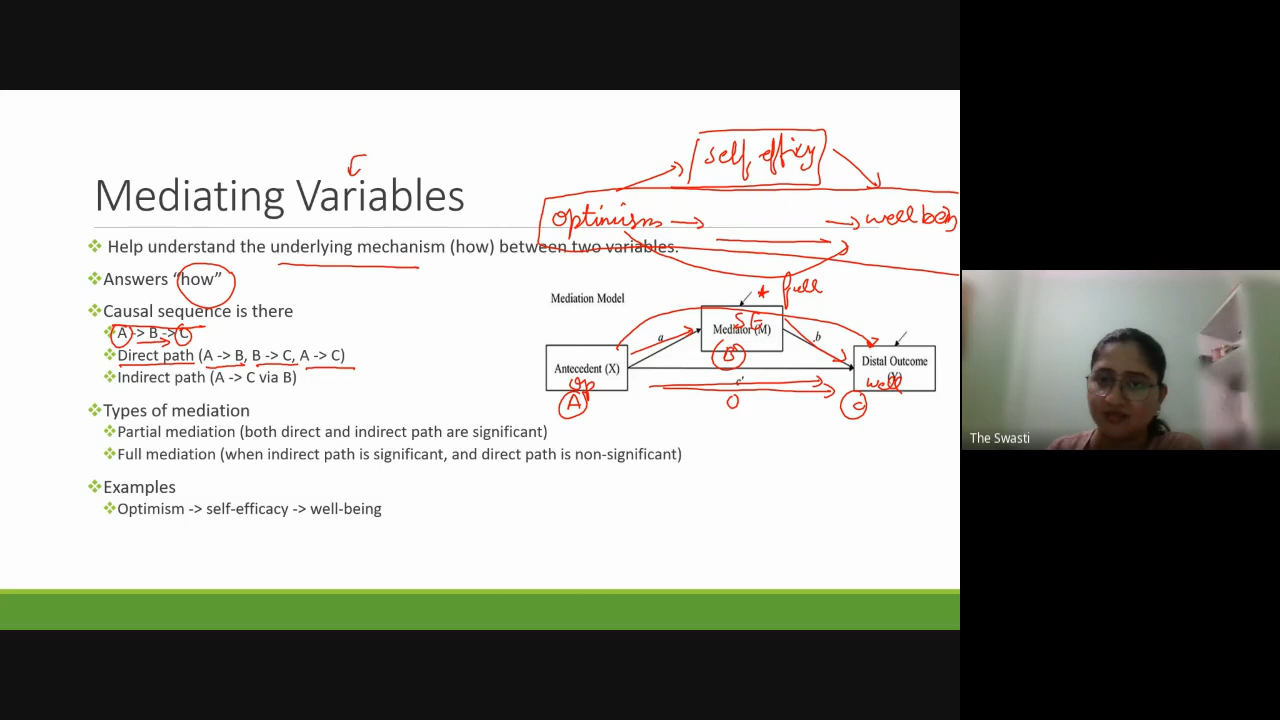 self efficy
Mediating Variables
optimism → → well being
❖ Help understand the underlying mechanism (how) between two variables.
❖Answers "how"
full
Mediation Model
❖Causal sequence is there
SE
❖A -> B -> C
a
Mediator (M)
b
❖Direct path (A -> B, B -> C, A -> C)
B
Antecedent (X)
Distal Outcome
(Y)
❖Indirect path (A -> C via B)
op
c'
well
A
O
C
❖Types of mediation
❖Partial mediation (both direct and indirect path are significant)
❖Full mediation (when indirect path is significant, and direct path is non-significant)
❖Examples
❖Optimism -> self-efficacy -> well-being
The Swasti